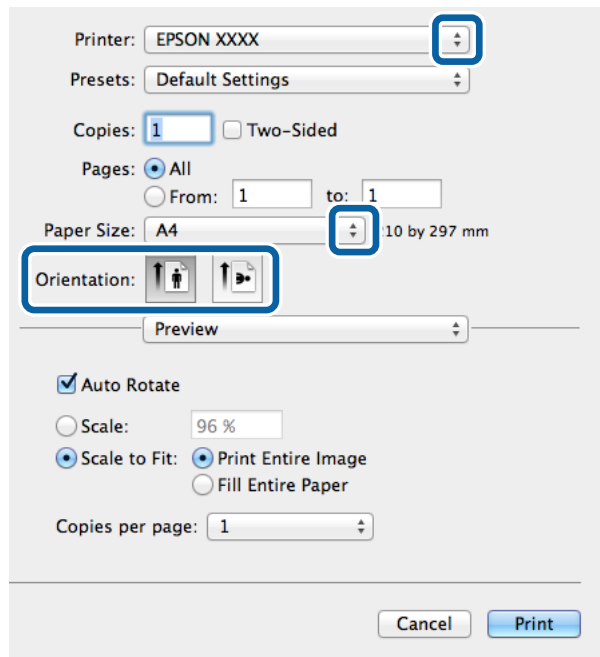 Printer: EPSON XXXX
Presets: Default Settings
Copies: 1 Two-Sided
Pages: All
From: 1 to: 1
Paper Size: A4 10 by 297 mm
Orientation:
Preview
Auto Rotate
Scale: 96 %
Scale to Fit: Print Entire Image
Fill Entire Paper
Copies per page: 1
Cancel Print